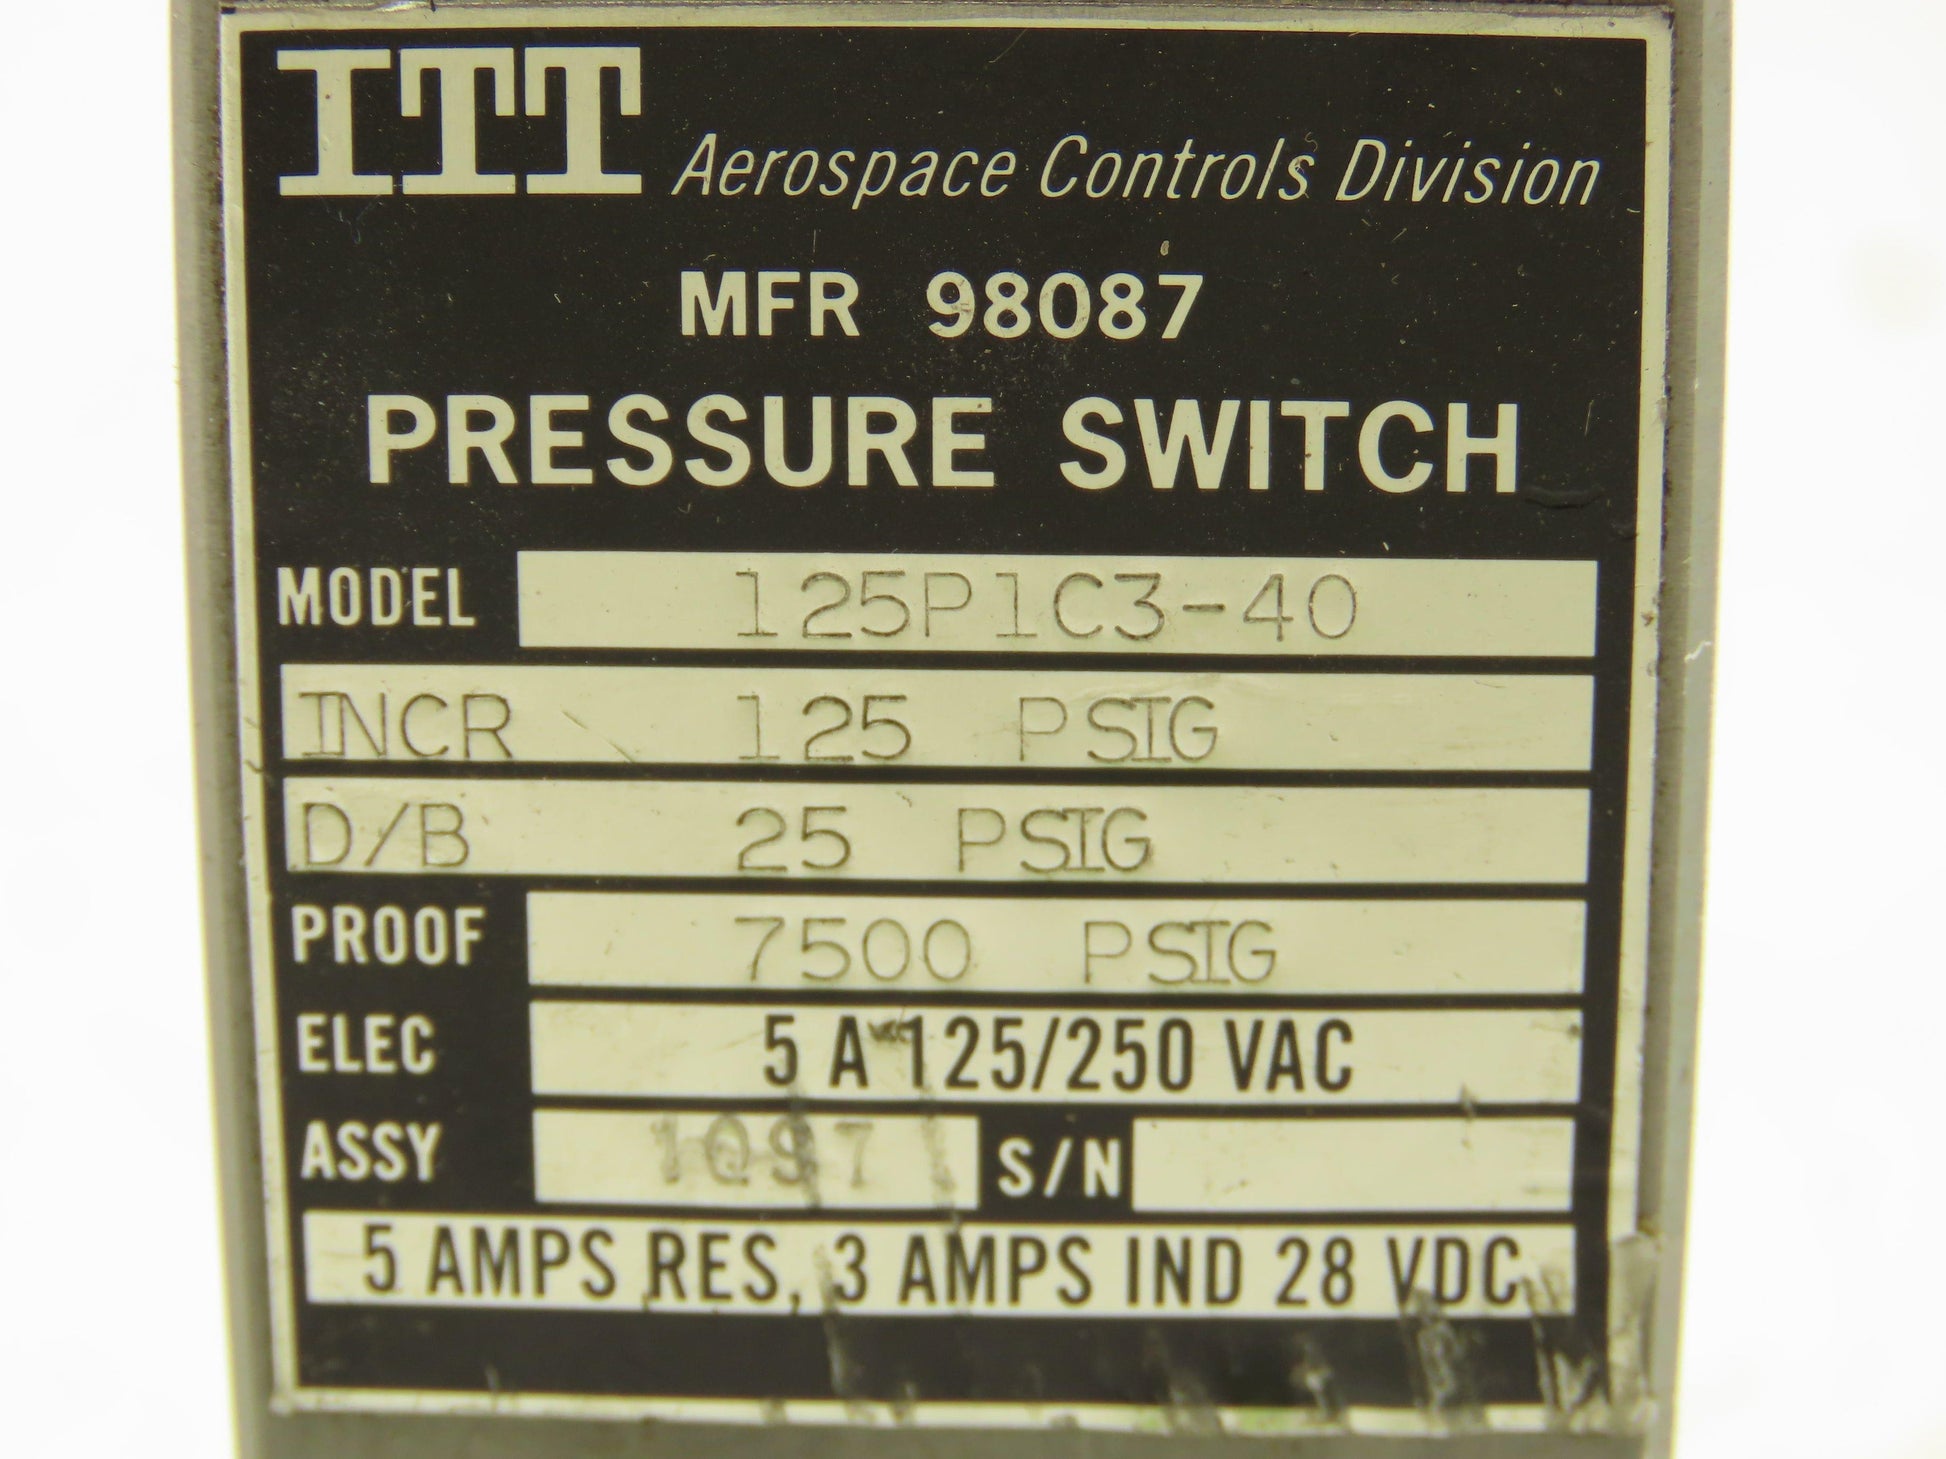 ITT Aerospace Controls Division
MFR 98087
PRESSURE SWITCH
MODEL 125P1C3-40
INCR 125 PSIG
D/B 25 PSIG
PROOF 7500 PSIG
ELEC 5 A 125/250 VAC
ASSY S/N
5 AMPS RES, 3 AMPS IND 28 VDC